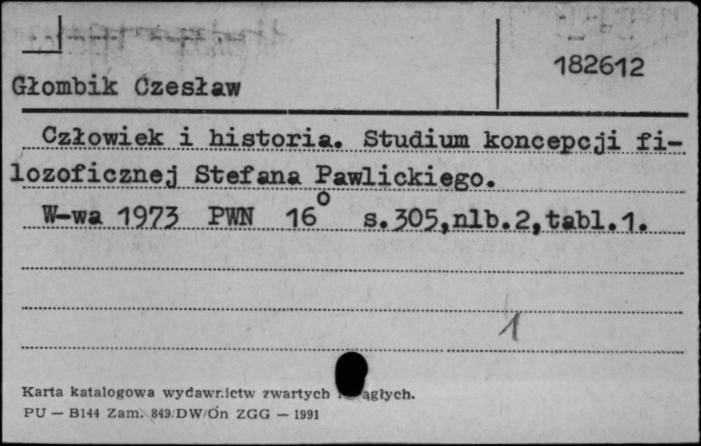 182612
Głombik Czesław
Człowiek i historia. Studium koncepcji fi-
lozoficznej Stefana Pawlickiego.
W-wa 1973 PWN 16° s.305,nlb.2,tabl.1.
1
Karta katalogowa wydawnictw zwartych ągłych.
PU — B144 Zam. 849/DW/On ZGG — 1991